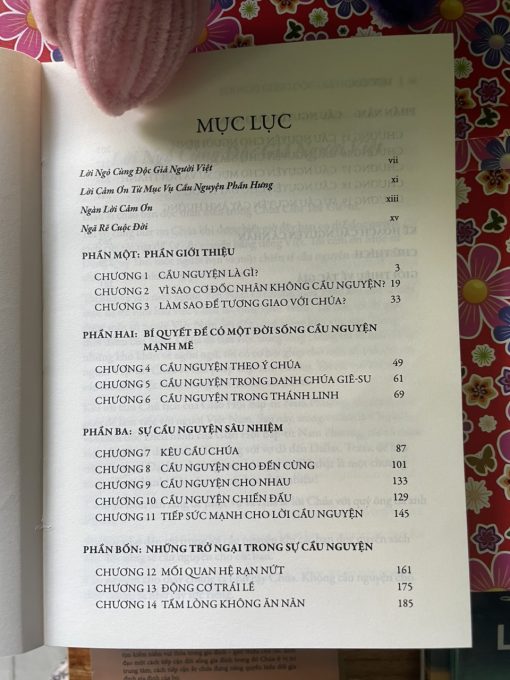 MỤC LỤC
Lời Ngỏ Cùng Độc Giả Người Việt vii
Lời Cảm Ơn Từ Mục Vụ Cầu Nguyện Phấn Hưng xi
Ngàn Lời Cảm Ơn xiii
Ngã Rẽ Cuộc Đời xv
PHẦN MỘT: PHẦN GIỚI THIỆU
CHƯƠNG 1 CẦU NGUYỆN LÀ GÌ? 3
CHƯƠNG 2 VÌ SAO CƠ ĐỐC NHÂN KHÔNG CẦU NGUYỆN? 19
CHƯƠNG 3 LÀM SAO ĐỂ TƯƠNG GIAO VỚI CHÚA? 33
PHẦN HAI: BÍ QUYẾT ĐỂ CÓ MỘT ĐỜI SỐNG CẦU NGUYỆN
MẠNH MẼ
CHƯƠNG 4 CẦU NGUYỆN THEO Ý CHÚA 49
CHƯƠNG 5 CẦU NGUYỆN TRONG DANH CHÚA GIÊ-SU 61
CHƯƠNG 6 CẦU NGUYỆN TRONG THÁNH LINH 69
PHẦN BA: SỰ CẦU NGUYỆN SÂU NHIỆM
CHƯƠNG 7 KÊU CẦU CHÚA 87
CHƯƠNG 8 CẦU NGUYỆN CHO ĐẾN CÙNG 101
CHƯƠNG 9 CẦU NGUYỆN CHO NHAU 133
CHƯƠNG 10 CẦU NGUYỆN CHIẾN ĐẤU 129
CHƯƠNG 11 TIẾP SỨC MẠNH CHO LỜI CẦU NGUYỆN 145
PHẦN BỐN: NHỮNG TRỞ NGẠI TRONG SỰ CẦU NGUYỆN
CHƯƠNG 12 MỐI QUAN HỆ RẠN NỨT 161
CHƯƠNG 13 ĐỘNG CƠ TRÁI LẼ 175
CHƯƠNG 14 TẤM LÒNG KHÔNG ĂN NĂN 185